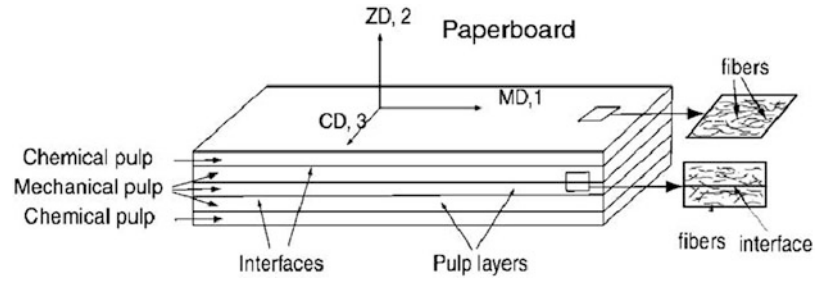 ZD, 2
Paperboard
fibers
MD,1
CD, 3
Chemical pulp
Mechanical pulp
Chemical pulp
fibers
interface
Interfaces
Pulp layers